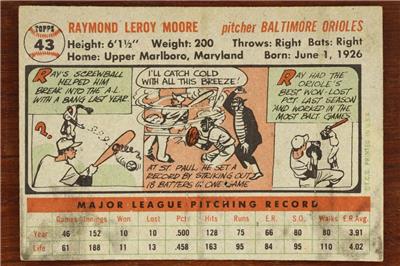 TOPPS
43
RAYMOND LEROY MOORE pitcher BALTIMORE ORIOLES
Height: 6'1½" Weight: 200 Throws: Right Bats: Right
Home: Upper Marlboro, Maryland Born: June 1, 1926
RAY'S SCREWBALL
HELPED HIM
BREAK INTO THE A.L.
WITH A BANG LAST YEAR.
?
I'LL CATCH COLD
WITH ALL THIS BREEZE!
AT ST. PAUL, HE SET A
RECORD BY STRIKING OUT
18 BATTERS IN ONE GAME
RAY HAD THE
ORIOLE'S
BEST WON-LOST
PCT. LAST SEASON
AND WORKED IN
MOST BALT GAMES.
T.C.G. PRINTED IN U.S.A.
MAJOR LEAGUE PITCHING RECORD
Games Innings Won Lost Pct. Hits Runs S.O. E.R. Walks E.R.Avg.
Year 46 152 10 10 .500 128 75 66 80 3.91
Life 61 188 11 13 .458 163 95 84 95 110 4.02